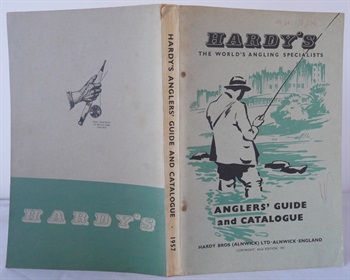 HARDY'S
HARDY'S ANGLERS' GUIDE AND CATALOGUE · 1957
HARDY'S
THE WORLD'S ANGLING SPECIALISTS
ANGLERS' GUIDE
and CATALOGUE
HARDY BROS (ALNWICK) LTD · ALNWICK · ENGLAND